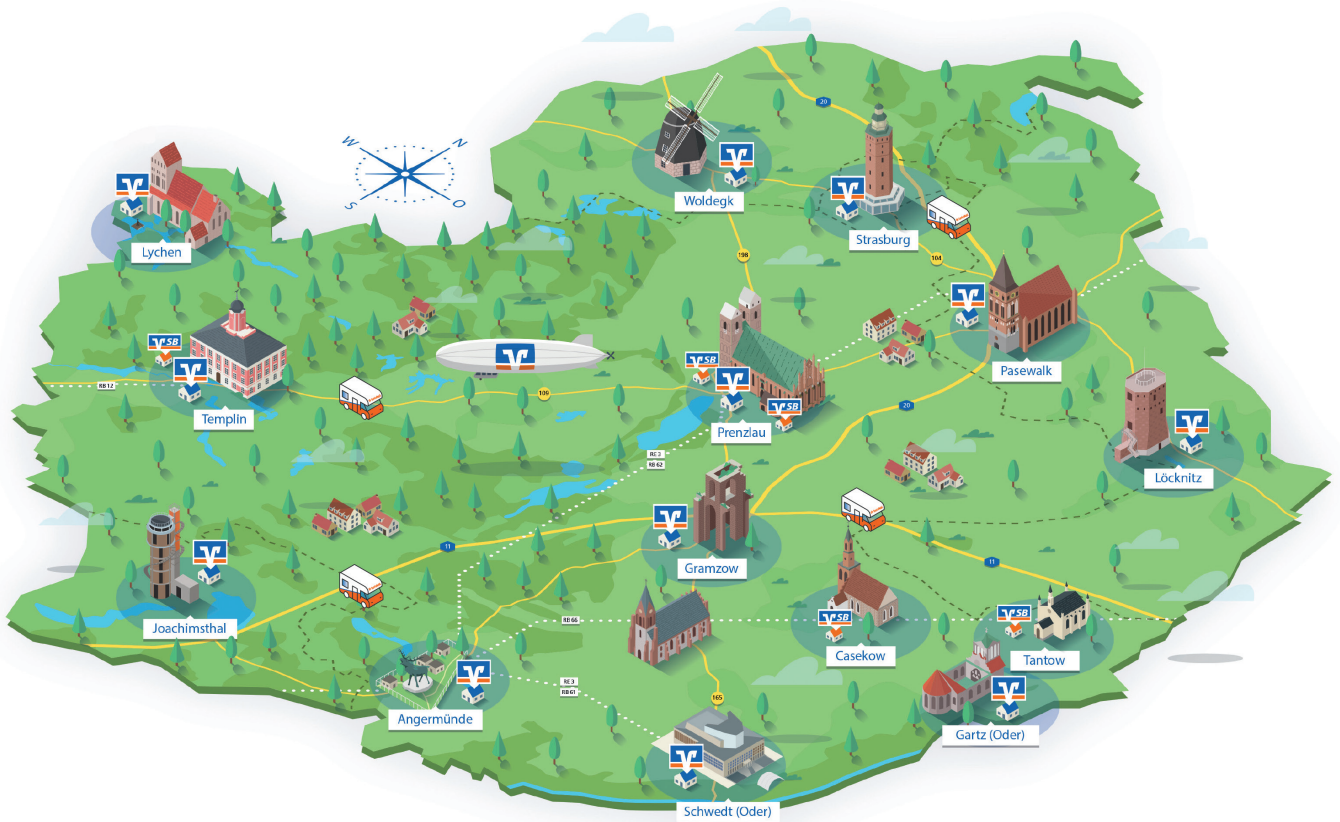 20
W
N
S
O
Woldegk
Strasburg
Lychen
198
104
SB
Templin
RB 12
109
SB
SB
Prenzlau
Pasewalk
20
RE 3
RB 62
Löcknitz
11
Gramzow
11
Joachimsthal
RB 66
SB
Casekow
SB
Tantow
RE 3
RB 61
165
Angermünde
Gartz (Oder)
Schwedt (Oder)